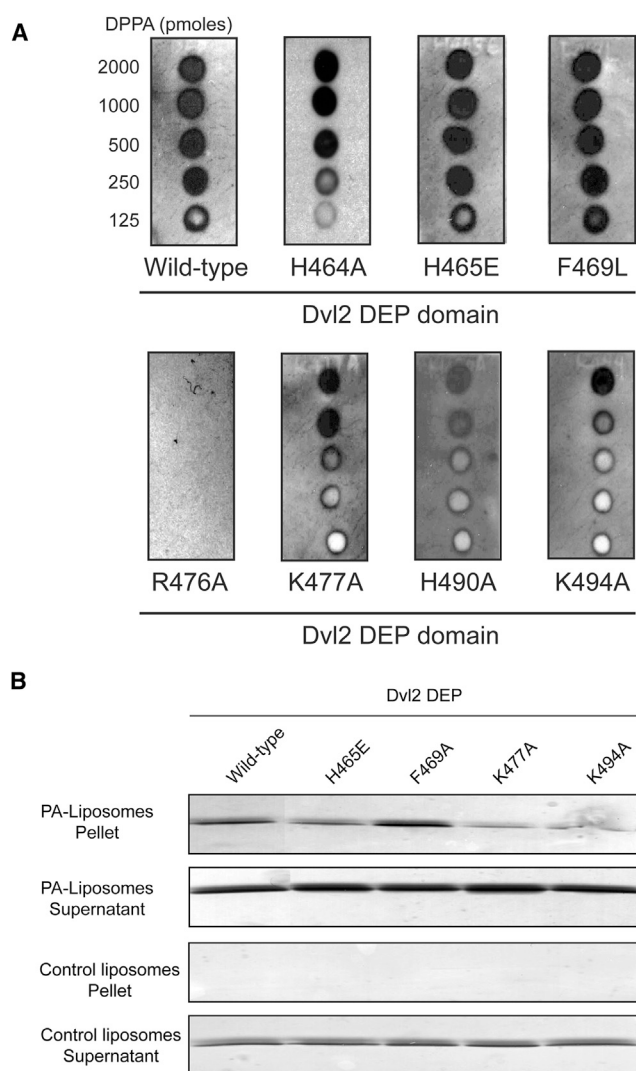 A
DPPA (pmoles)
2000
1000
500
250
125
Wild-type H464A H465E F469L
Dvl2 DEP domain
R476A K477A H490A K494A
Dvl2 DEP domain
B
Dvl2 DEP
Wild-type H465E F469A K477A K494A
PA-Liposomes
Pellet
PA-Liposomes
Supernatant
Control liposomes
Pellet
Control liposomes
Supernatant